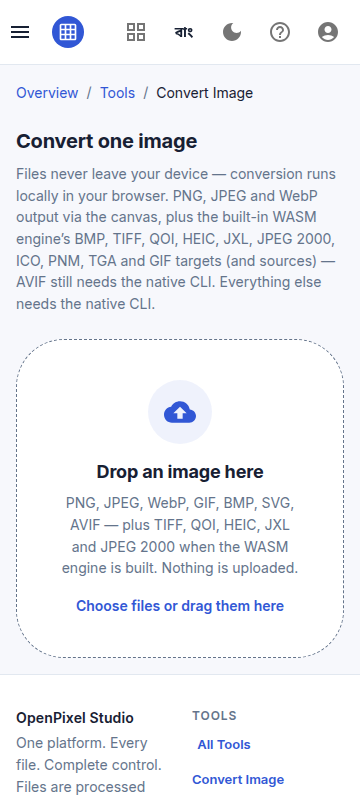 বাং
Overview / Tools / Convert Image
Convert one image
Files never leave your device — conversion runs
locally in your browser. PNG, JPEG and WebP
output via the canvas, plus the built-in WASM
engine’s BMP, TIFF, QOI, HEIC, JXL, JPEG 2000,
ICO, PNM, TGA and GIF targets (and sources) —
AVIF still needs the native CLI. Everything else
needs the native CLI.
Drop an image here
PNG, JPEG, WebP, GIF, BMP, SVG,
AVIF — plus TIFF, QOI, HEIC, JXL
and JPEG 2000 when the WASM
engine is built. Nothing is uploaded.
Choose files or drag them here
OpenPixel Studio
One platform. Every
file. Complete control.
Files are processed
TOOLS
All Tools
Convert Image